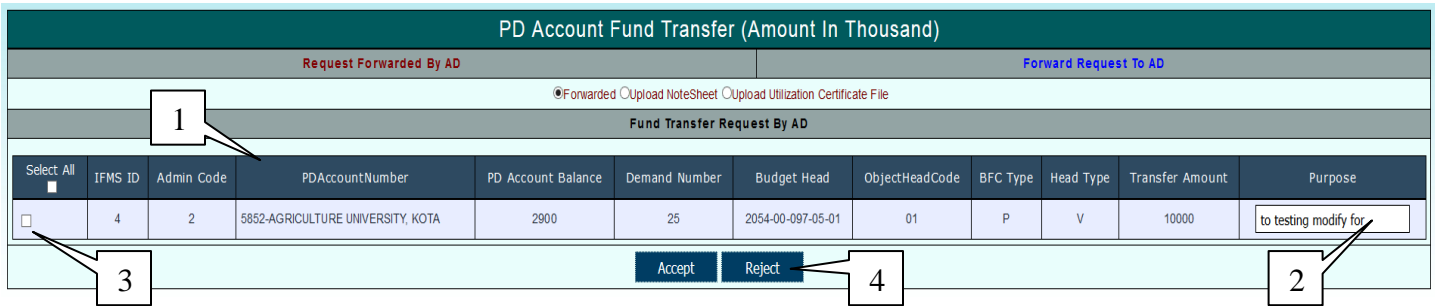 PD Account Fund Transfer (Amount In Thousand)
Request Forwarded By AD Forward Request To AD
Forwarded Upload NoteSheet Upload Utilization Certificate File
1
Fund Transfer Request By AD
Select All IFMS ID Admin Code PDAccountNumber PD Account Balance Demand Number Budget Head ObjectHeadCode BFC Type Head Type Transfer Amount Purpose
4 2 5852-AGRICULTURE UNIVERSITY, KOTA 2900 25 2054-00-097-05-01 01 P V 10000 to testing modify for
Accept Reject
3 4 2